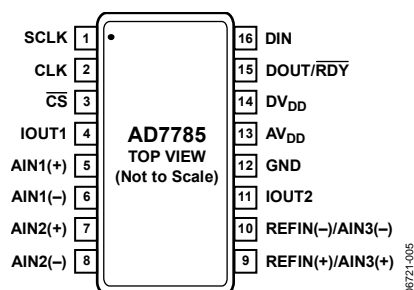 SCLK 1
CLK 2
C̅S̅ 3
IOUT1 4
AIN1(+) 5
AIN1(–) 6
AIN2(+) 7
AIN2(–) 8
AD7785
TOP VIEW
(Not to Scale)
16 DIN
15 DOUT/R̅D̅Y̅
14 DVDD
13 AVDD
12 GND
11 IOUT2
10 REFIN(–)/AIN3(–)
9 REFIN(+)/AIN3(+)
06721-005